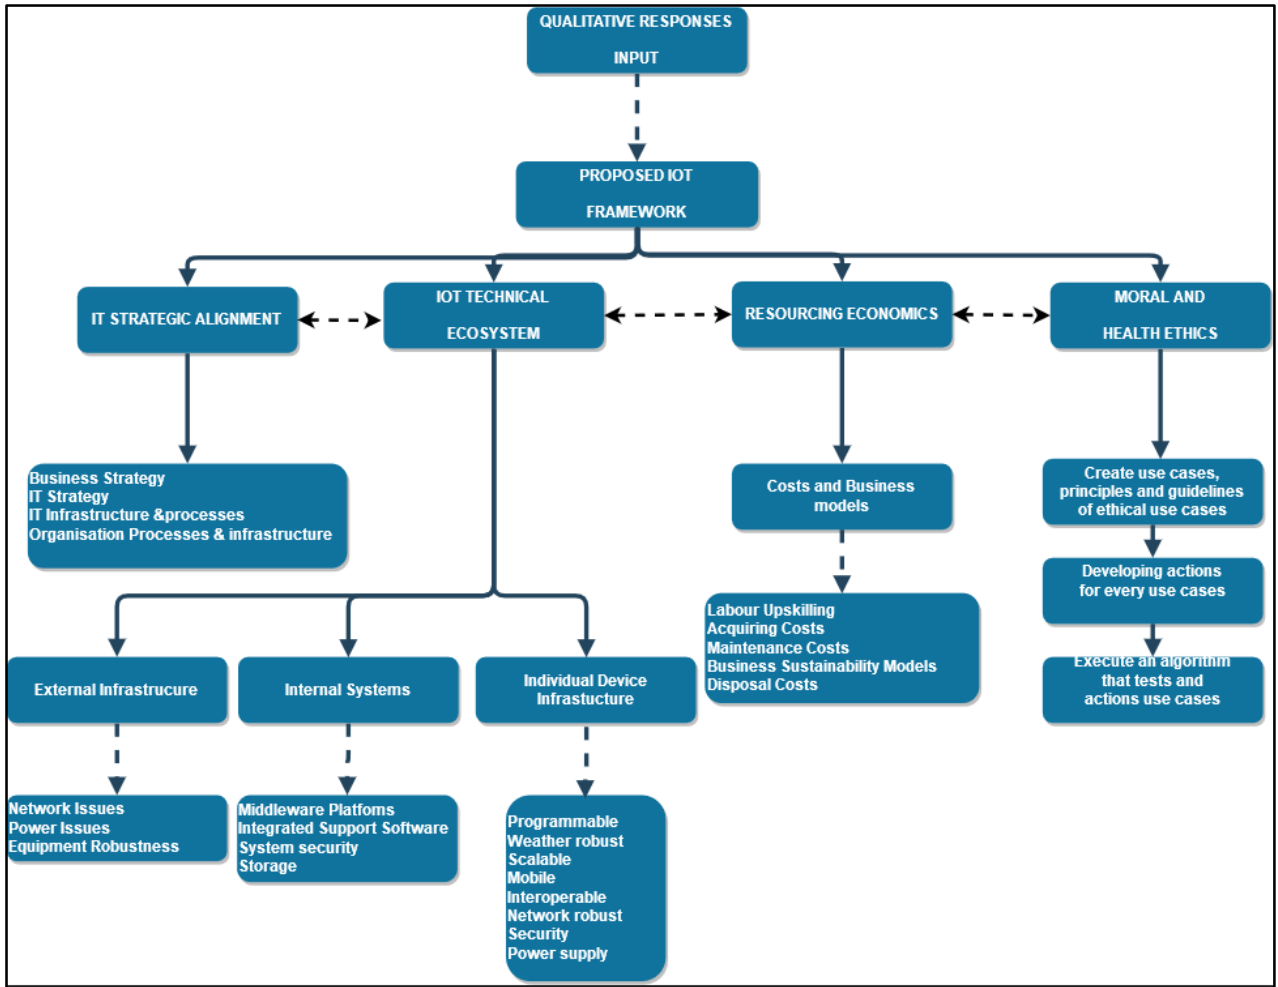 QUALITATIVE RESPONSES
INPUT
PROPOSED IOT
FRAMEWORK
IT STRATEGIC ALIGNMENT
IOT TECHNICAL
ECOSYSTEM
RESOURCING ECONOMICS
MORAL AND
HEALTH ETHICS
Business Strategy
IT Strategy
IT Infrastructure &processes
Organisation Processes & infrastructure
Costs and Business
models
Create use cases,
principles and guidelines
of ethical use cases
Developing actions
for every use cases
Labour Upskilling
Acquiring Costs
Maintenance Costs
Business Sustainability Models
Disposal Costs
Execute an algorithm
that tests and
actions use cases
External Infrastrucure
Internal Systems
Individual Device
Infrastucture
Network Issues
Power Issues
Equipment Robustness
Middleware Platfoms
Integrated Support Software
System security
Storage
Programmable
Weather robust
Scalable
Mobile
Interoperable
Network robust
Security
Power supply